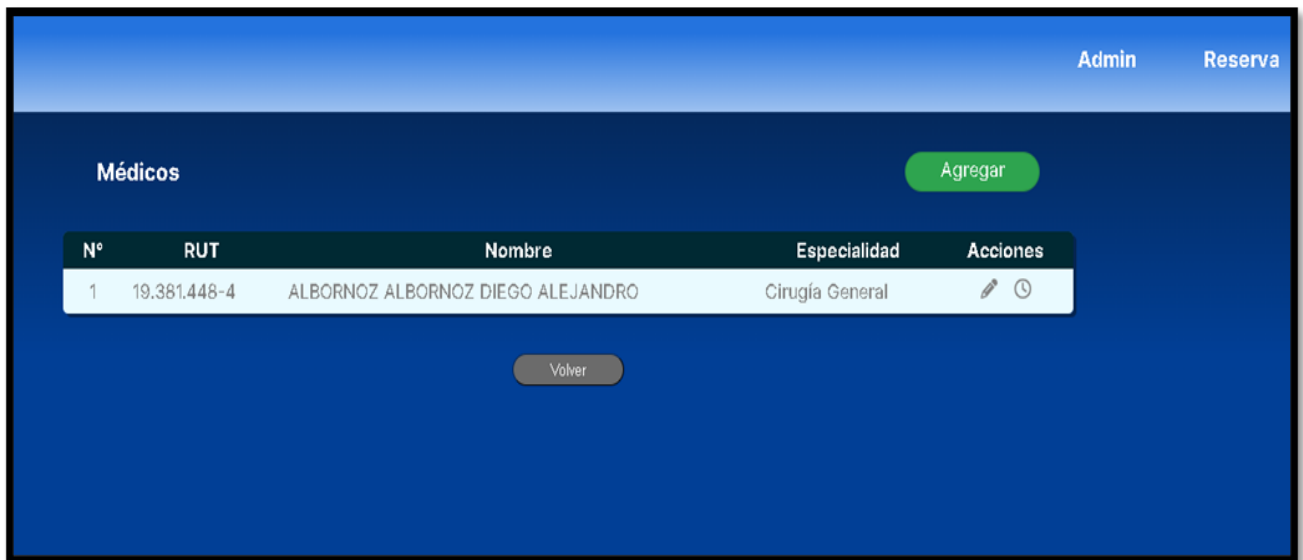 Admin Reserva
Médicos Agregar
N° RUT Nombre Especialidad Acciones
1 19.381.448-4 ALBORNOZ ALBORNOZ DIEGO ALEJANDRO Cirugía General
Volver